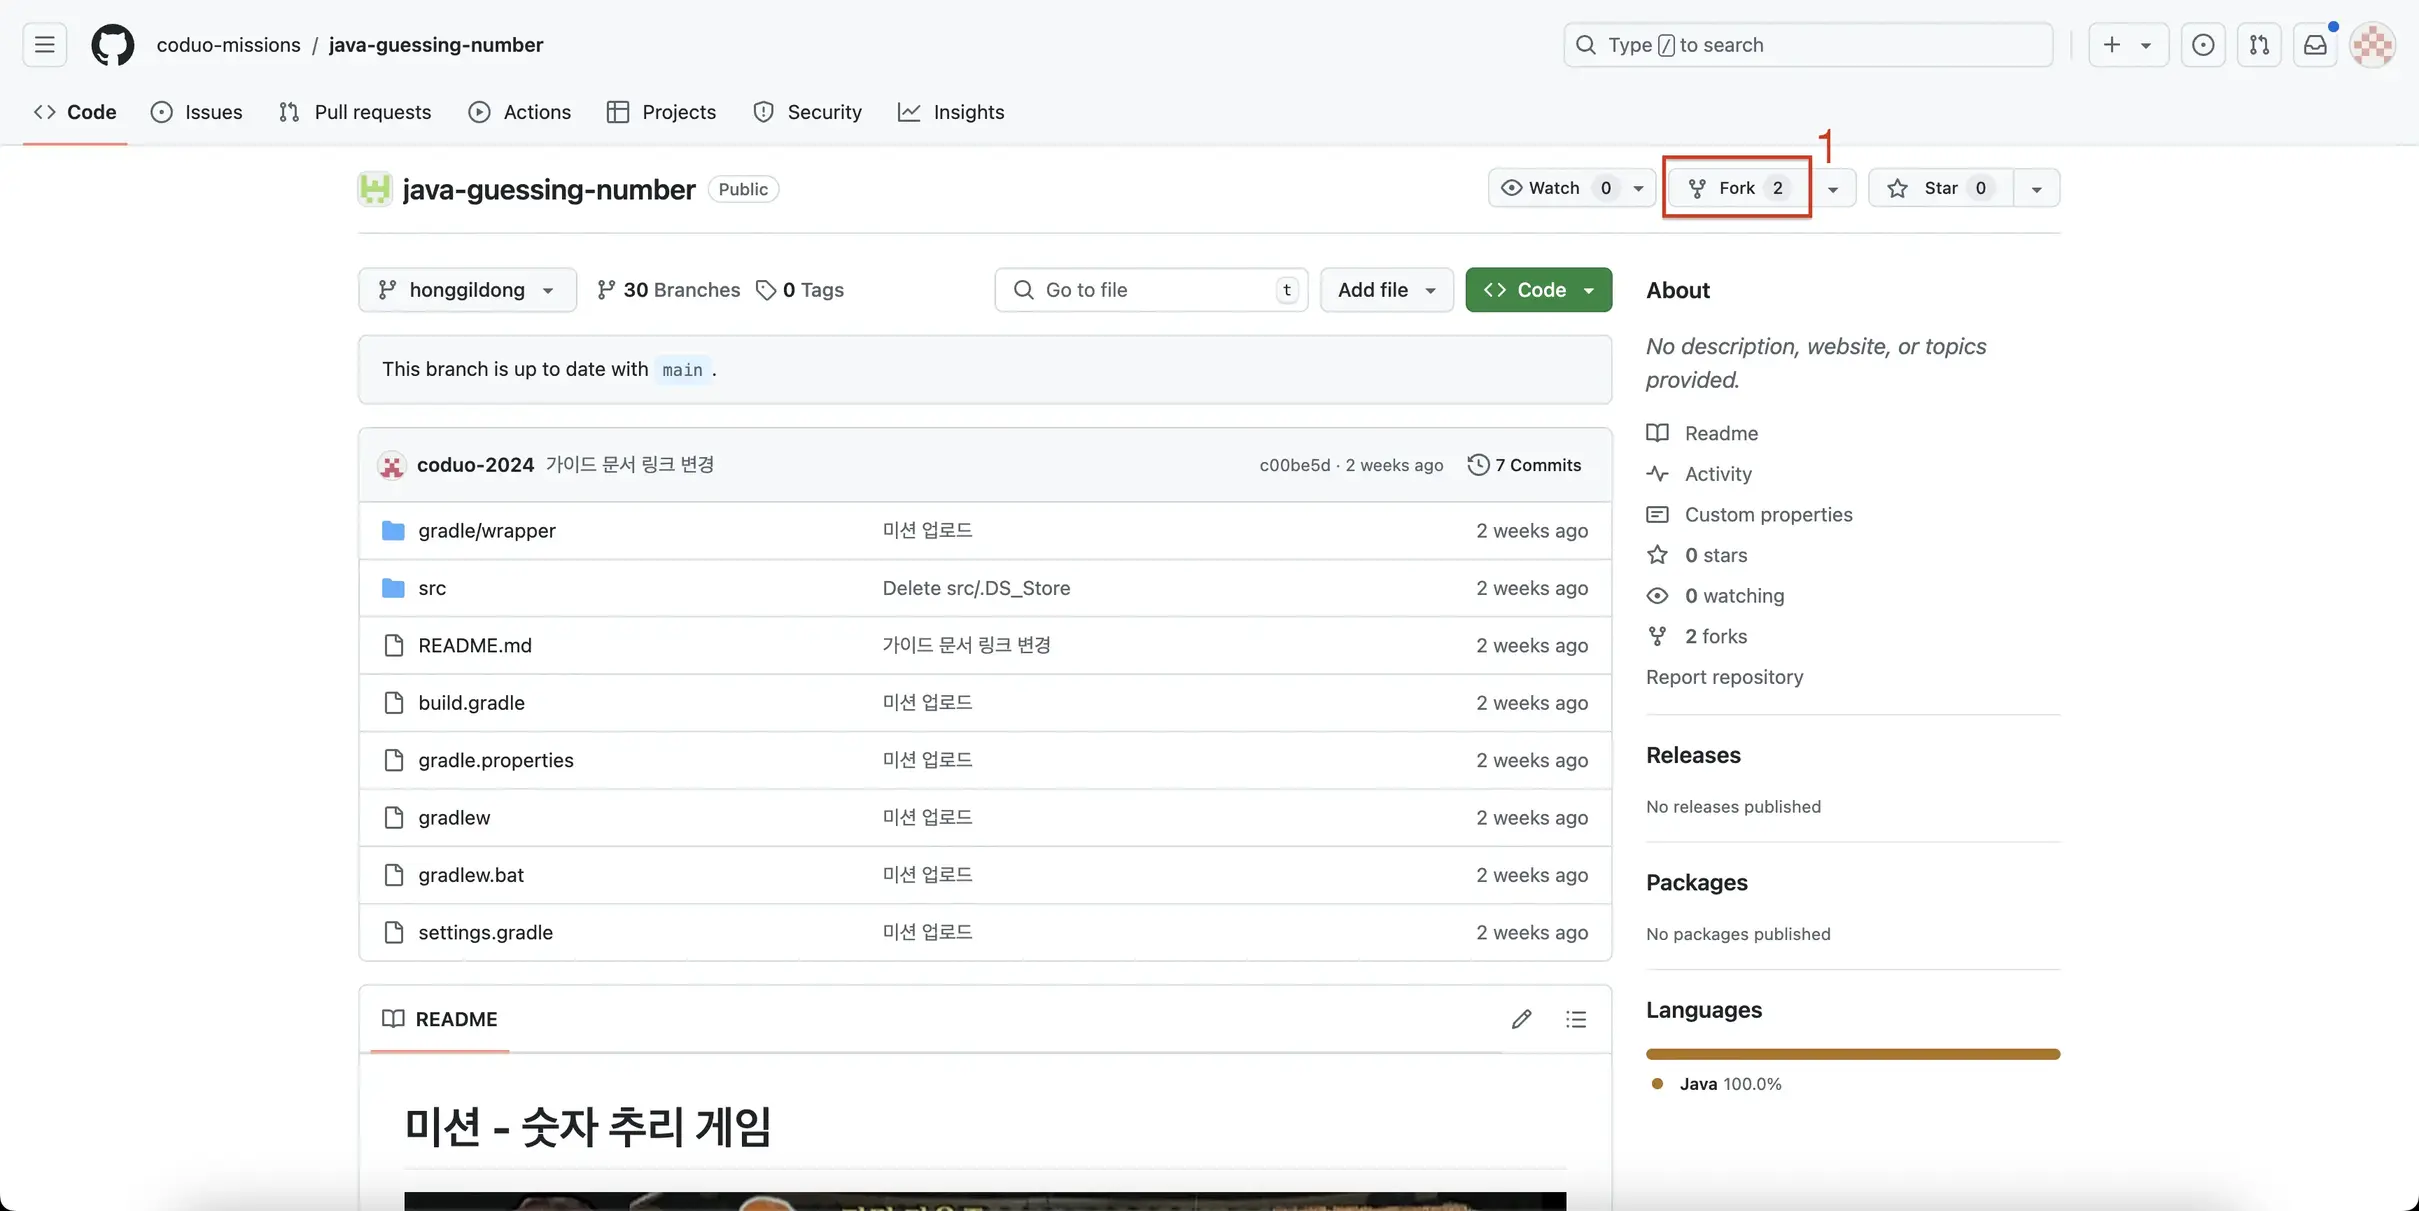 coduo-missions / java-guessing-number
Type / to search
Code Issues Pull requests Actions Projects Security Insights
1
java-guessing-number Public
Watch 0 Fork 2 Star 0
honggildong 30 Branches 0 Tags Go to file t Add file Code
This branch is up to date with main .
coduo-2024 가이드 문서 링크 변경 c00be5d · 2 weeks ago 7 Commits
gradle/wrapper 미션 업로드 2 weeks ago
src Delete src/.DS_Store 2 weeks ago
README.md 가이드 문서 링크 변경 2 weeks ago
build.gradle 미션 업로드 2 weeks ago
gradle.properties 미션 업로드 2 weeks ago
gradlew 미션 업로드 2 weeks ago
gradlew.bat 미션 업로드 2 weeks ago
settings.gradle 미션 업로드 2 weeks ago
README
미션 - 숫자 추리 게임
About
No description, website, or topics
provided.
Readme
Activity
Custom properties
0 stars
0 watching
2 forks
Report repository
Releases
No releases published
Packages
No packages published
Languages
Java 100.0%